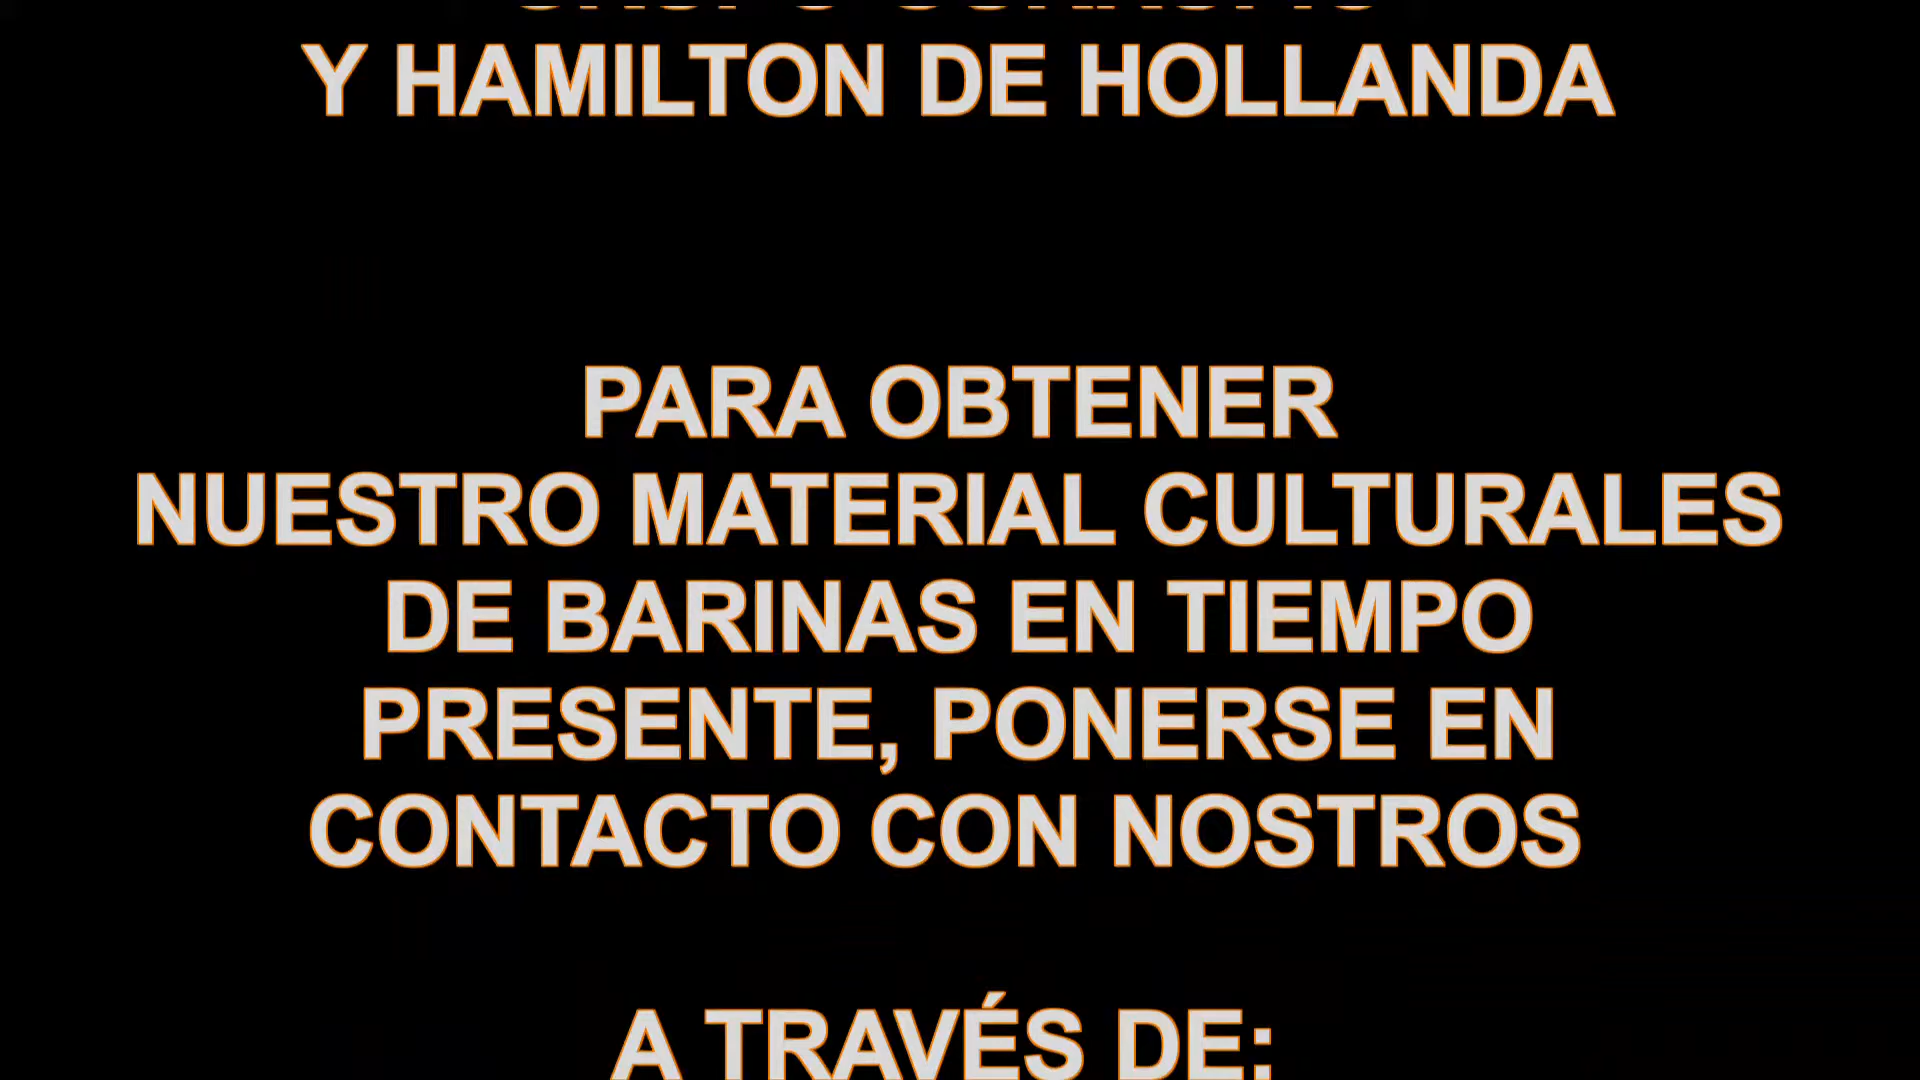 Y HAMILTON DE HOLLANDA
PARA OBTENER
NUESTRO MATERIAL CULTURALES
DE BARINAS EN TIEMPO
PRESENTE, PONERSE EN
CONTACTO CON NOSTROS
A TRAVÉS DE: